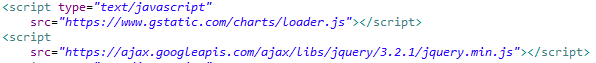 <script type="text/javascript"
src="https://www.gstatic.com/charts/loader.js"></script>
<script
src="https://ajax.googleapis.com/ajax/libs/jquery/3.2.1/jquery.min.js"></script>